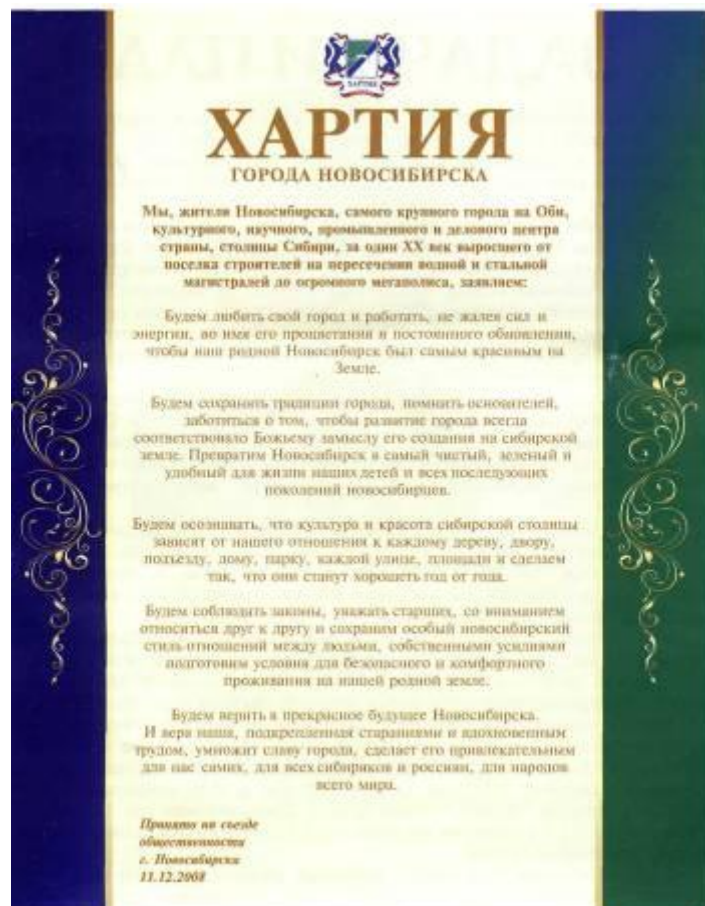 ХАРТИЯ
ХАРТИЯ
ГОРОДА НОВОСИБИРСКА
Мы, жители Новосибирска, самого крупного города на Оби,
культурного, научного, промышленного и делового центра
страны, столицы Сибири, за один XX век выросшего от
поселка строителей на пересечении водной и стальной
магистралей до огромного мегаполиса, заявляем:
Будем любить свой город и работать, не жалея сил и
энергии, во имя его процветания и постоянного обновления,
чтобы наш родной Новосибирск был самым красивым на
Земле.
Будем сохранять традиции города, помнить основателей,
заботиться о том, чтобы развитие города всегда
соответствовало Божьему замыслу его создания на сибирской
земле. Превратим Новосибирск в самый чистый, зеленый и
удобный для жизни наших детей и всех последующих
поколений новосибирцев.
Будем осознавать, что культура и красота сибирской столицы
зависят от нашего отношения к каждому дереву, двору,
подъезду, дому, парку, каждой улице, площади и сделаем
так, что они станут хорошеть год от года.
Будем соблюдать законы, уважать старших, со вниманием
относиться друг к другу и сохраним особый новосибирский
стиль отношений между людьми, собственными усилиями
подготовим условия для безопасного и комфортного
проживания на нашей родной земле.
Будем верить в прекрасное будущее Новосибирска.
И вера наша, подкрепленная стараниями и вдохновенным
трудом, умножит славу города, сделает его привлекательным
для нас самих, для всех сибиряков и россиян, для народов
всего мира.
Принято на съезде
общественности
г. Новосибирска
11.12.2008